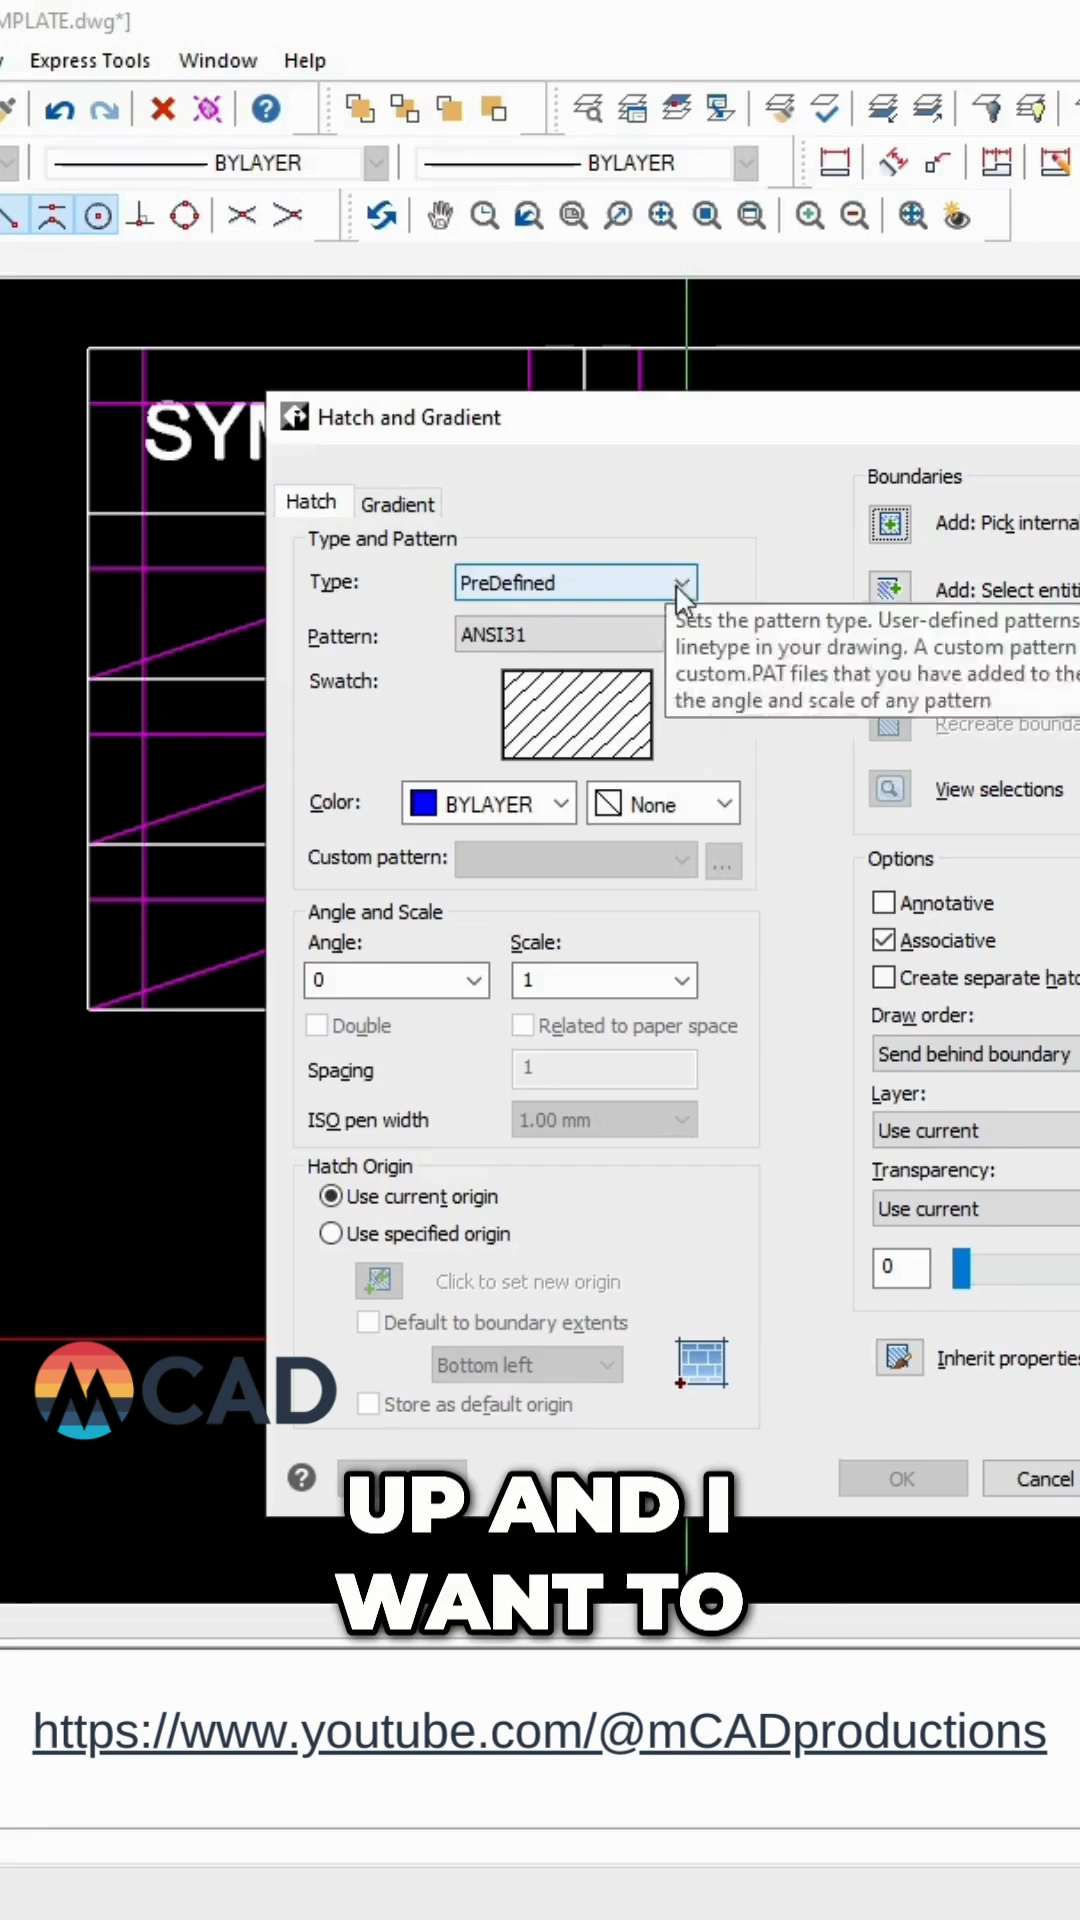 MPLATE.dwg*]
Express Tools Window Help
BYLAYER BYLAYER
SYM
Hatch and Gradient
Hatch Gradient
Type and Pattern
Type: PreDefined
Pattern: ANSI31
Swatch:
Color: BYLAYER None
Custom pattern: ...
Angle and Scale
Angle: Scale:
0 1
Double Related to paper space
Spacing 1
ISO pen width 1.00 mm
Hatch Origin
Use current origin
Use specified origin
Click to set new origin
Default to boundary extents
Bottom left
Store as default origin
Boundaries
Add: Pick internal
Add: Select entiti
Sets the pattern type. User-defined patterns
linetype in your drawing. A custom pattern
custom.PAT files that you have added to the
the angle and scale of any pattern
Recreate bounda
View selections
Options
Annotative
Associative
Create separate hatc
Draw order:
Send behind boundary
Layer:
Use current
Transparency:
Use current
0
Inherit properties
OK Cancel
MCAD
UP AND I
WANT TO
https://www.youtube.com/@mCADproductions